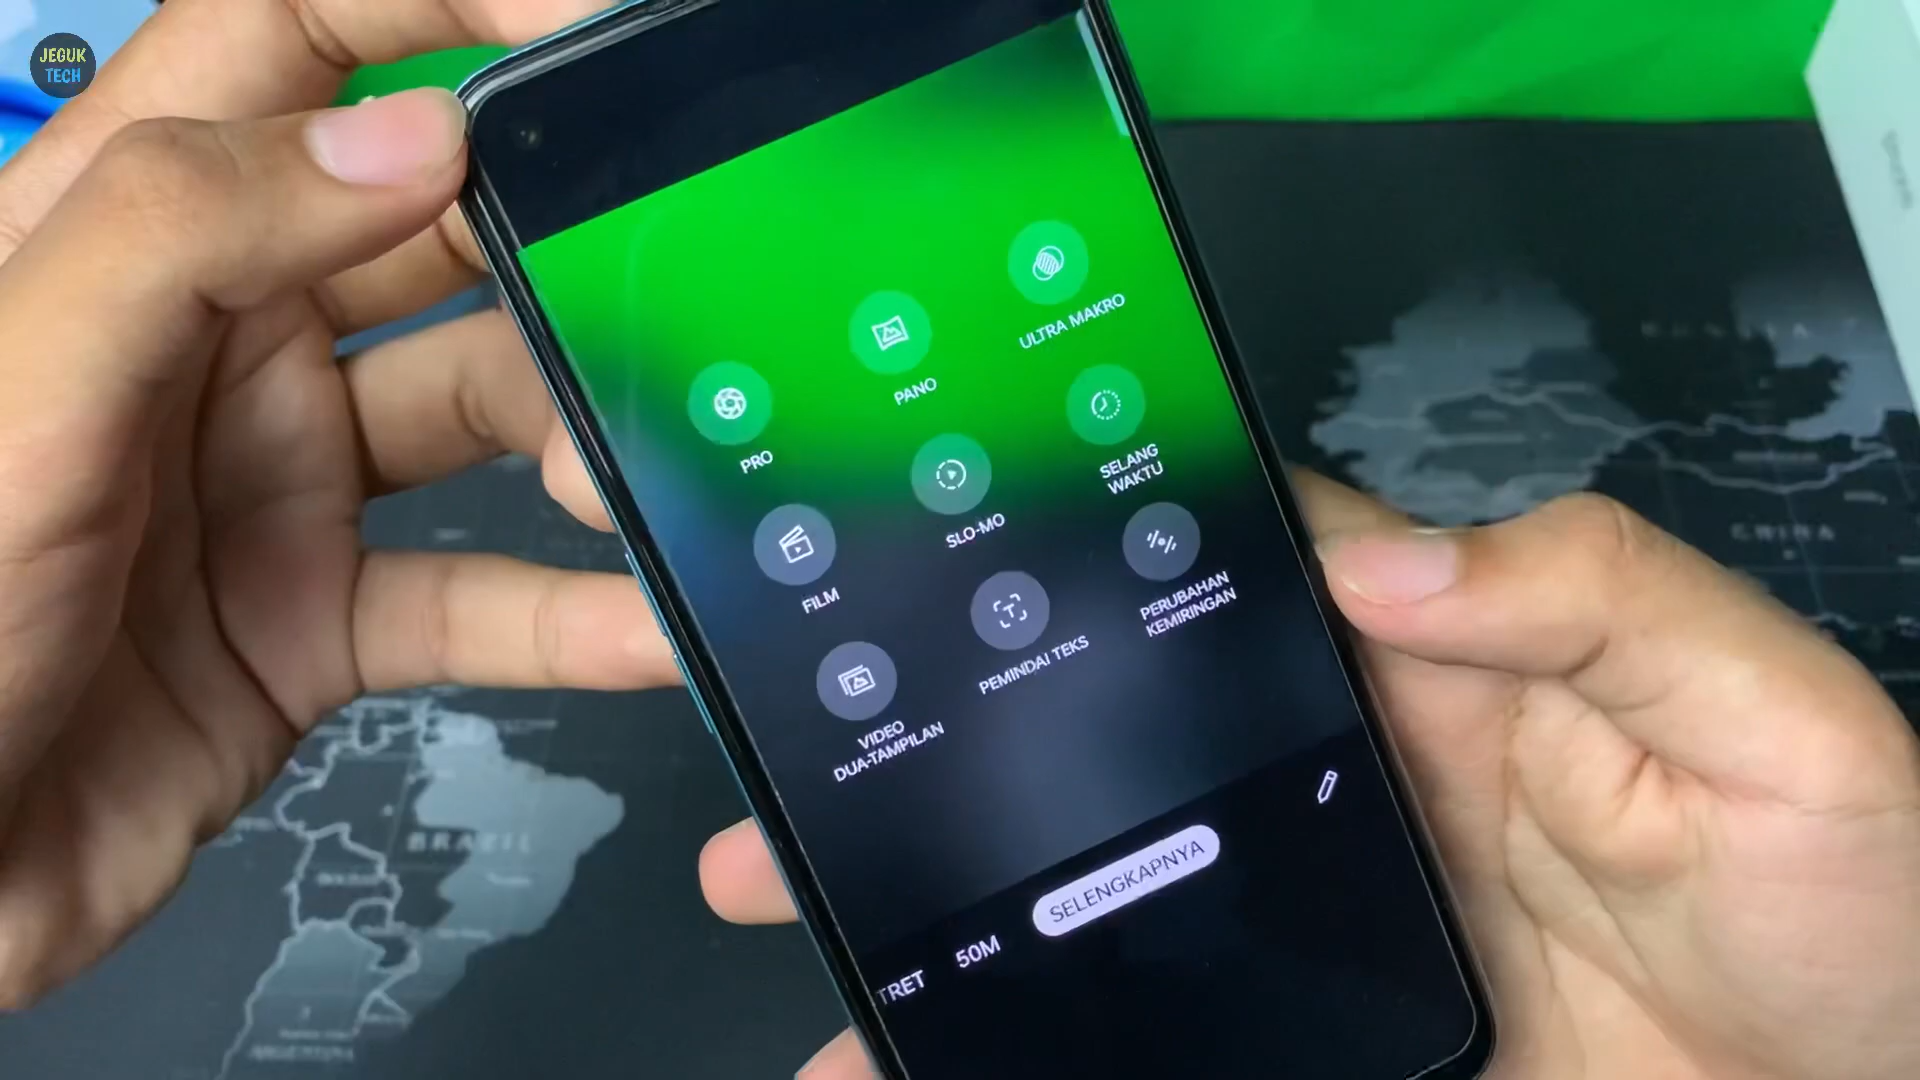 JEGUK
TECH
PRO
PANO
ULTRA MAKRO
FILM
SLO-MO
SELANG
WAKTU
VIDEO
DUA-TAMPILAN
PEMINDAI TEKS
PERUBAHAN
KEMIRINGAN
TRET
50M
SELENGKAPNYA
BRAZIL
ARGENTINA
CHINA